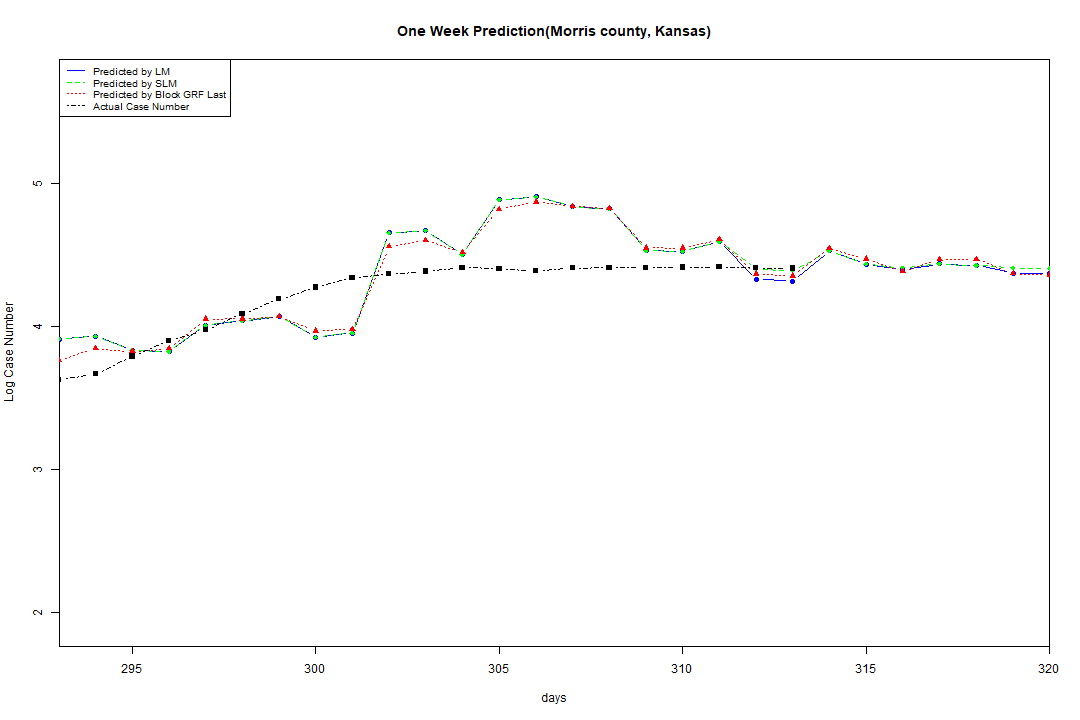 One Week Prediction(Morris county, Kansas)
Predicted by LM
Predicted by SLM
Predicted by Block GRF Last
Actual Case Number
5
4
3
2
Log Case Number
295 300 305 310 315 320
days